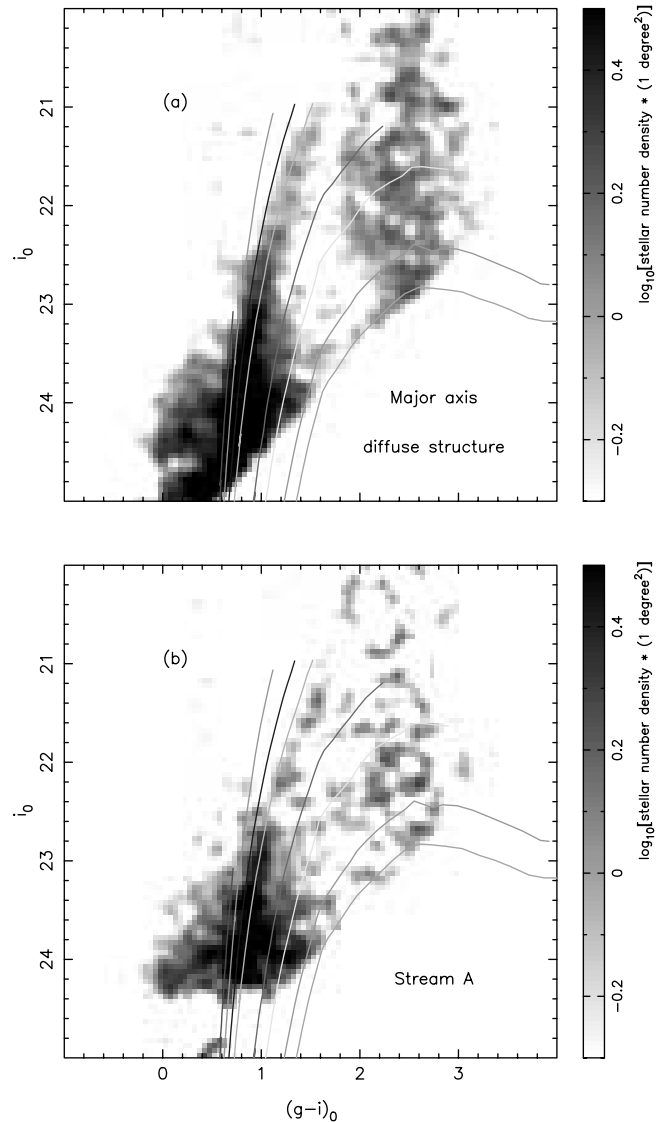 (a)
21
22
23
24
i₀
Major axis
diffuse structure
0.4
0.2
0
−0.2
log₁₀[stellar number density * (1 degree²)]
(b)
21
22
23
24
i₀
Stream A
0 1 2 3
(g−i)₀
0.4
0.2
0
−0.2
log₁₀[stellar number density * (1 degree²)]